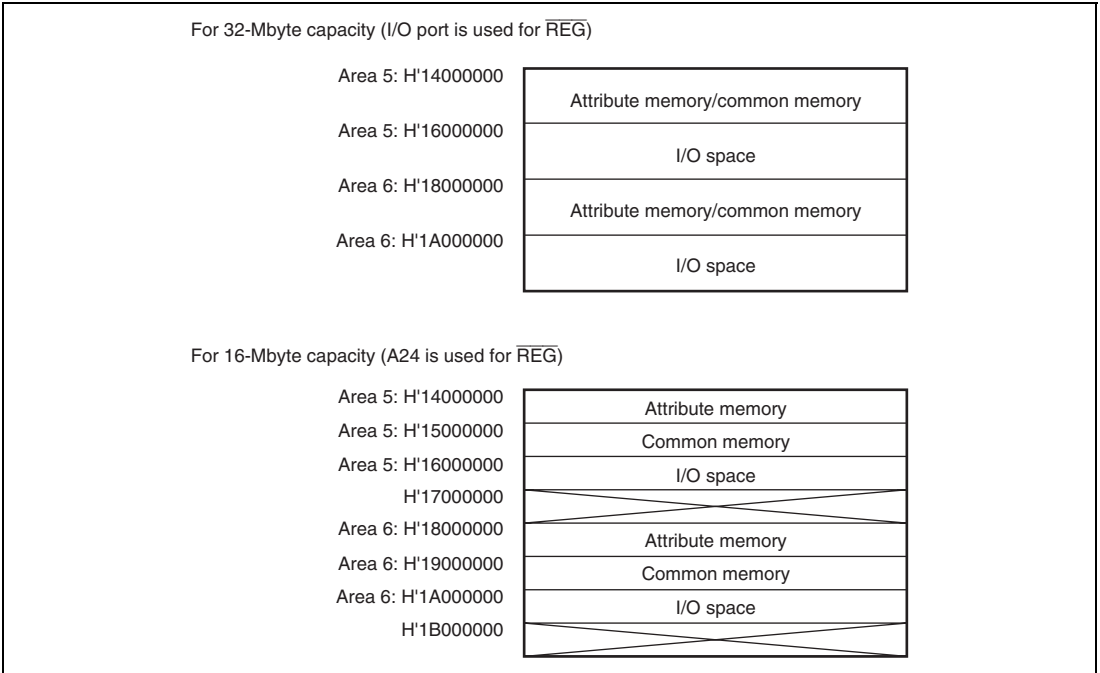 For 32-Mbyte capacity (I/O port is used for REG)
Area 5: H'14000000
Attribute memory/common memory
Area 5: H'16000000
I/O space
Area 6: H'18000000
Attribute memory/common memory
Area 6: H'1A000000
I/O space
For 16-Mbyte capacity (A24 is used for REG)
Area 5: H'14000000
Attribute memory
Area 5: H'15000000
Common memory
Area 5: H'16000000
I/O space
H'17000000
Area 6: H'18000000
Attribute memory
Area 6: H'19000000
Common memory
Area 6: H'1A000000
I/O space
H'1B000000